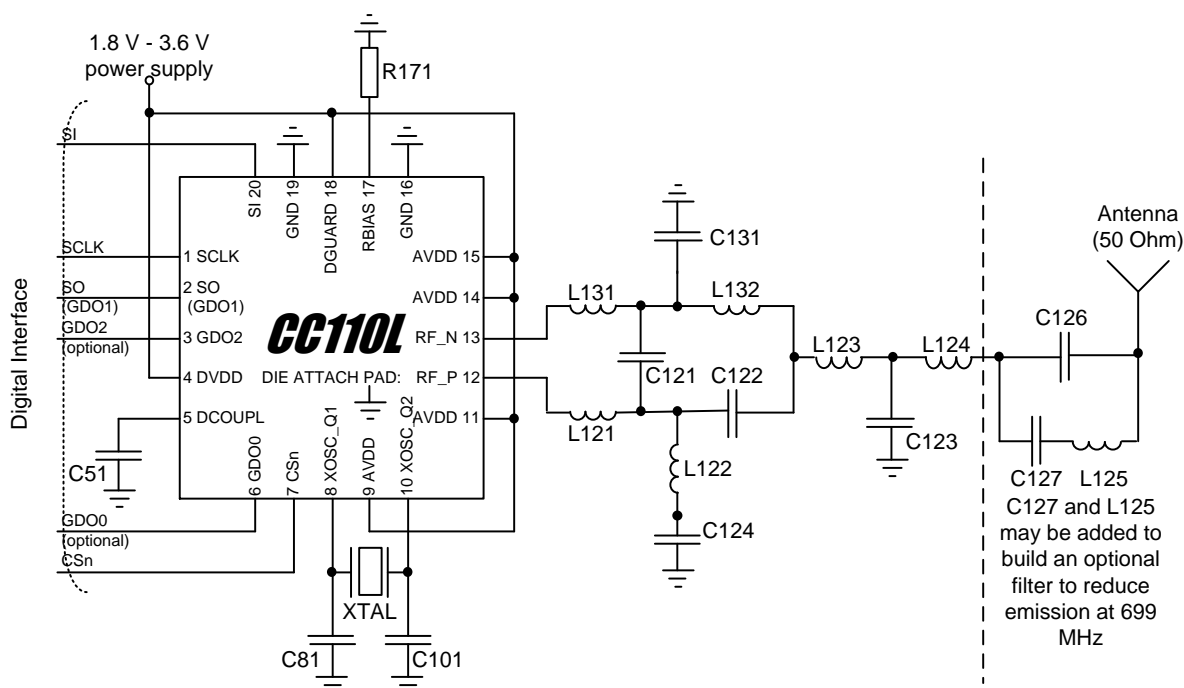 1.8 V - 3.6 V
power supply
R171
SI
SI 20
GND 19
DGUARD 18
RBIAS 17
GND 16
Digital Interface
SCLK
SO
(GDO1)
GDO2
(optional)
1 SCLK
2 SO
(GDO1)
3 GDO2
4 DVDD
5 DCOUPL
CC110L
DIE ATTACH PAD:
AVDD 15
AVDD 14
RF_N 13
RF_P 12
AVDD 11
6 GDO0
7 CSn
8 XOSC_Q1
9 AVDD
10 XOSC_Q2
C51
GDO0
(optional)
CSn
XTAL
C81
C101
C131
L131
L132
C121
C122
L121
L122
C124
L123
L124
C123
Antenna
(50 Ohm)
C126
C127
L125
C127 and L125
may be added to
build an optional
filter to reduce
emission at 699
MHz